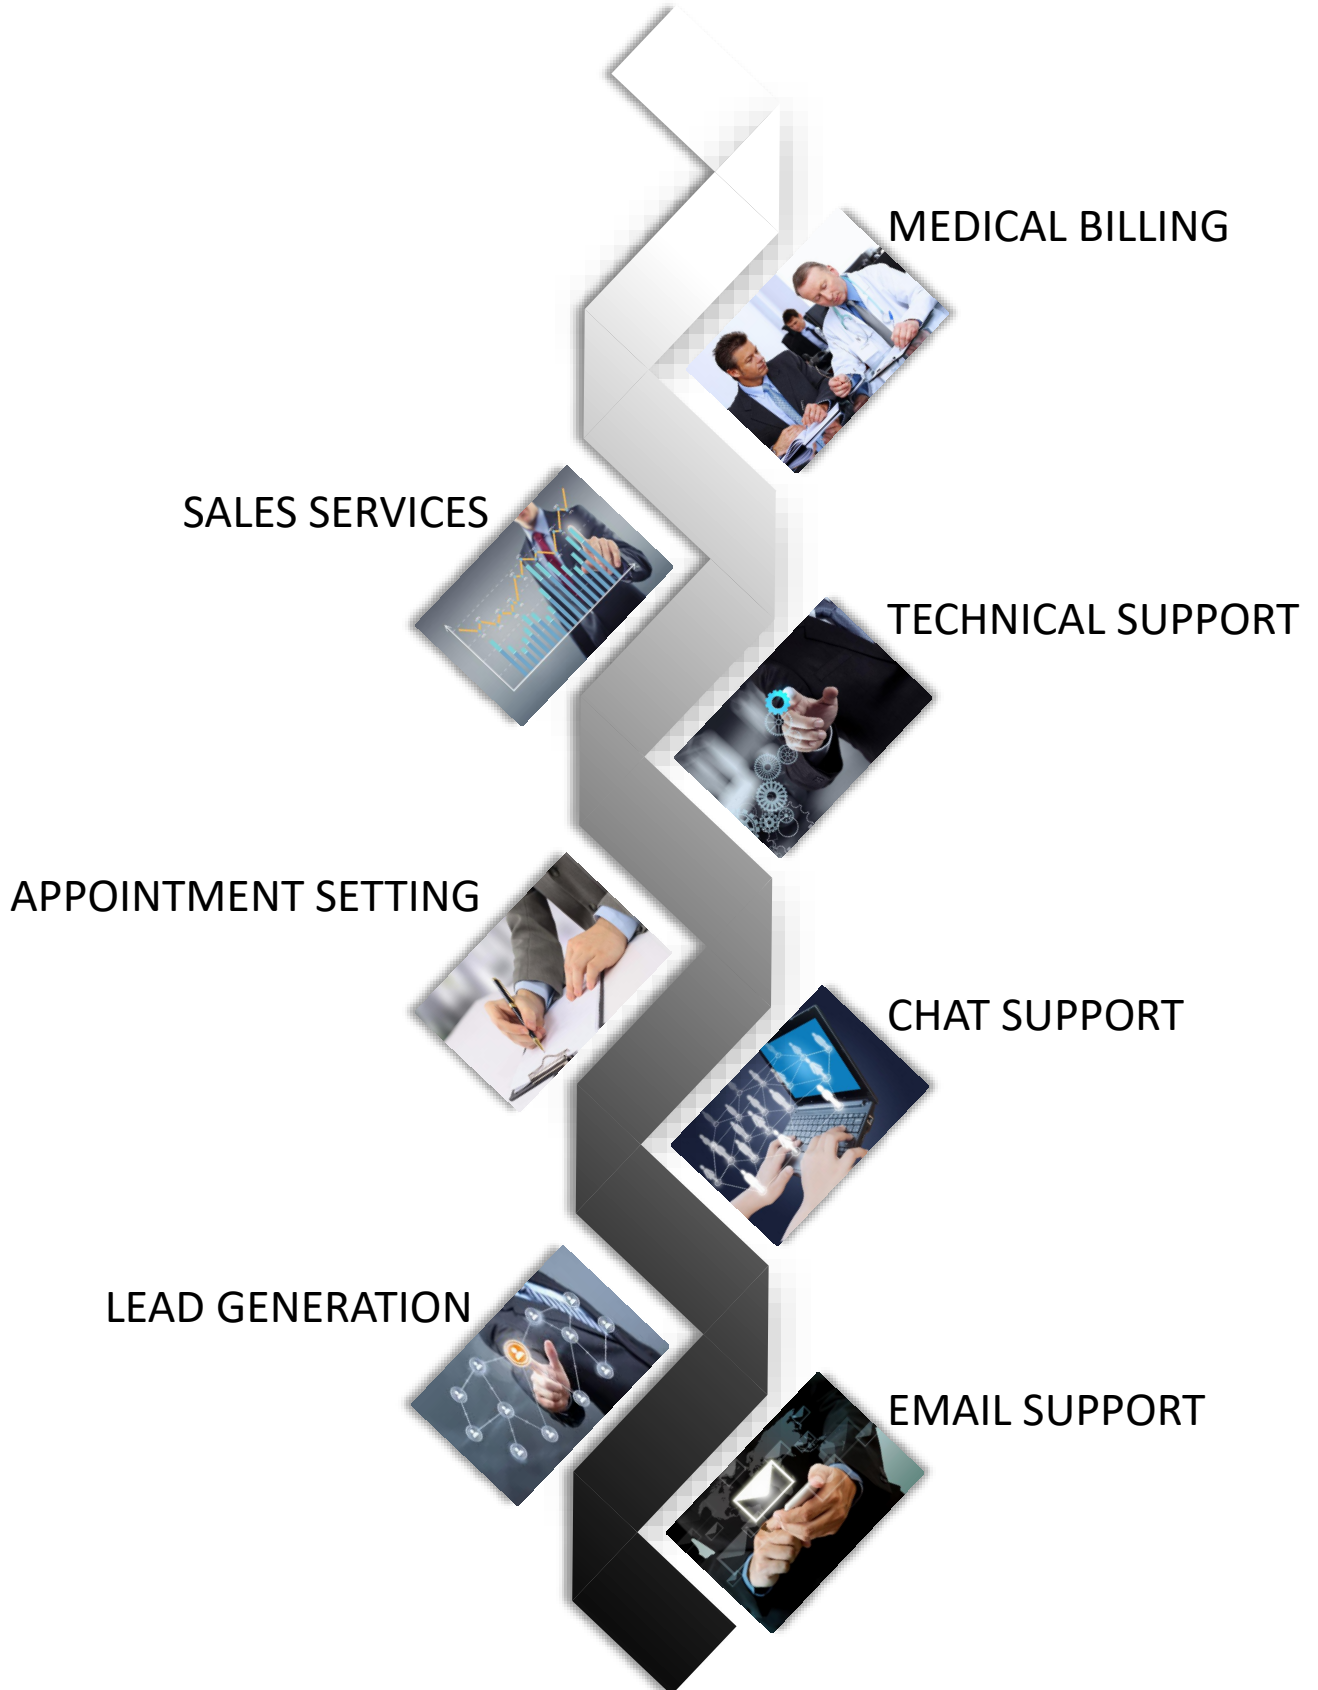 MEDICAL BILLING
SALES SERVICES
TECHNICAL SUPPORT
APPOINTMENT SETTING
CHAT SUPPORT
LEAD GENERATION
EMAIL SUPPORT